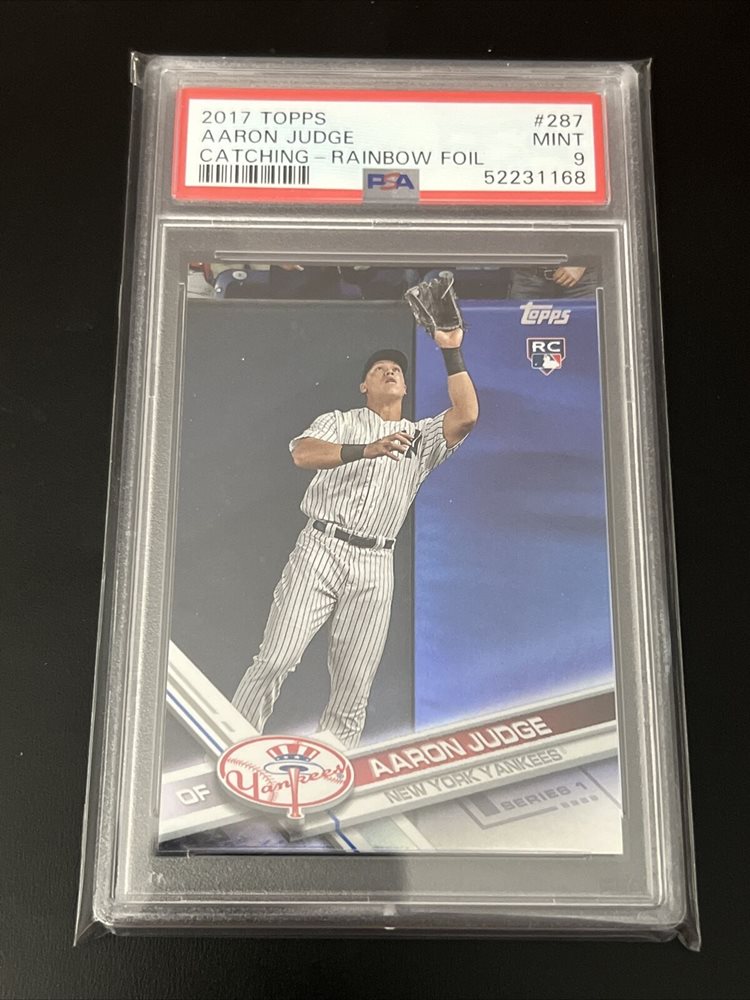 2017 TOPPS #287
AARON JUDGE MINT
CATCHING – RAINBOW FOIL 9
PSA 52231168
Topps
RC
AARON JUDGE
NEW YORK YANKEES®
SERIES 1
OF
Yankees